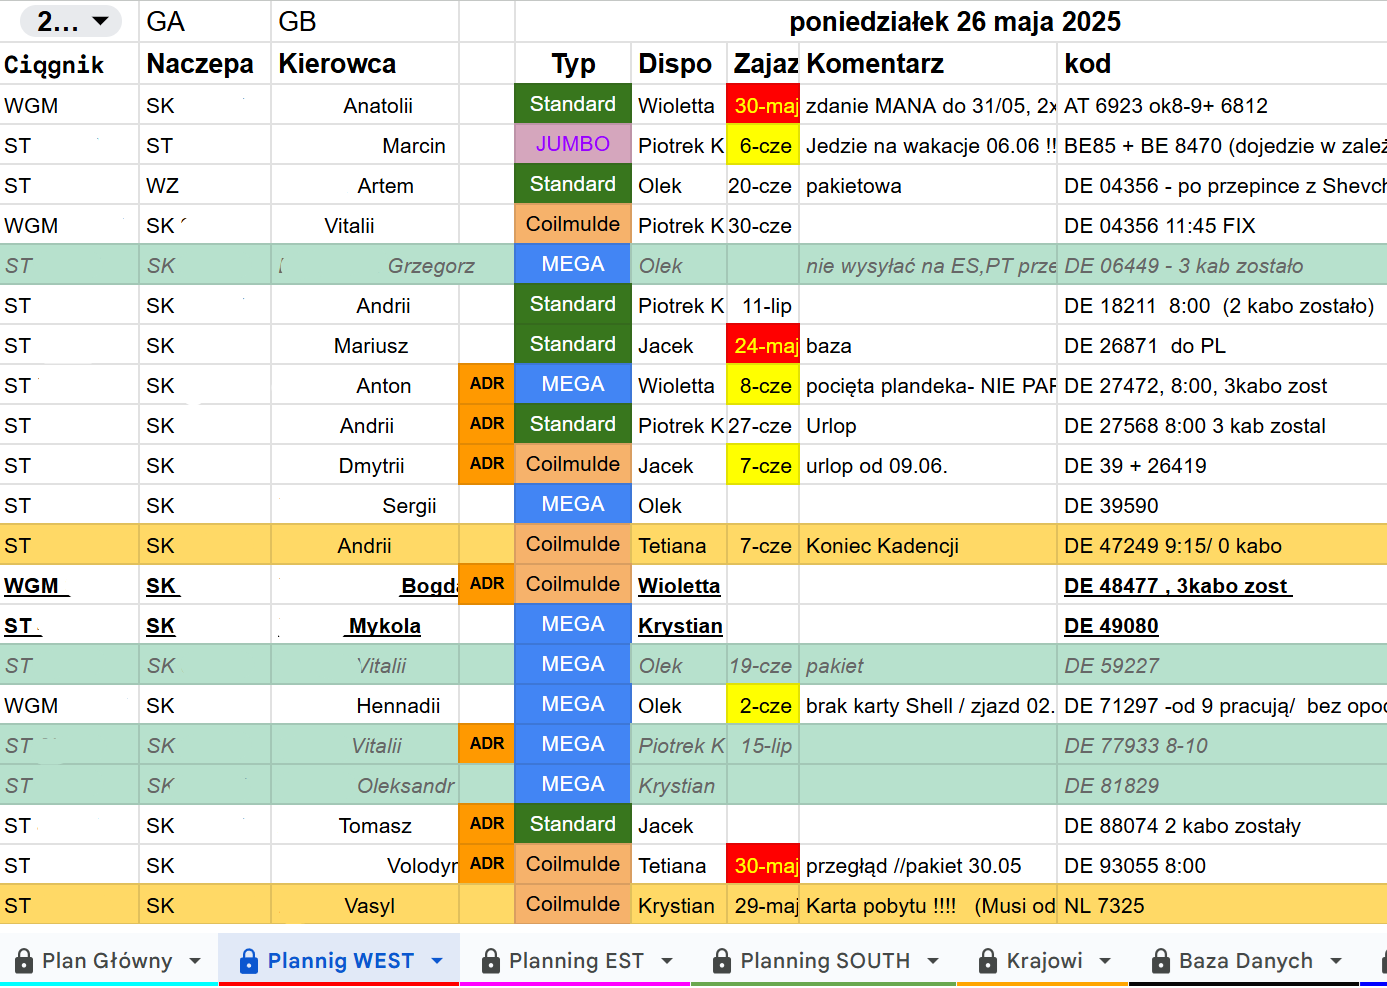 2... GA GB poniedziałek 26 maja 2025
Ciągnik Naczepa Kierowca Typ Dispo Zajaz Komentarz kod
WGM SK Anatolii Standard Wioletta 30-maj zdanie MANA do 31/05, 2x AT 6923 ok8-9+ 6812
ST ST Marcin JUMBO Piotrek K 6-cze Jedzie na wakacje 06.06 !! BE85 + BE 8470 (dojedzie w zależ
ST WZ Artem Standard Olek 20-cze pakietowa DE 04356 - po przepince z Shevch
WGM SK Vitalii Coilmulde Piotrek K 30-cze DE 04356 11:45 FIX
ST SK Grzegorz MEGA Olek nie wysyłać na ES,PT prze DE 06449 - 3 kab zostało
ST SK Andrii Standard Piotrek K 11-lip DE 18211 8:00 (2 kabo zostało)
ST SK Mariusz Standard Jacek 24-maj baza DE 26871 do PL
ST SK Anton ADR MEGA Wioletta 8-cze pocięta plandeka- NIE PAR DE 27472, 8:00, 3kabo zost
ST SK Andrii ADR Standard Piotrek K 27-cze Urlop DE 27568 8:00 3 kab zostal
ST SK Dmytrii ADR Coilmulde Jacek 7-cze urlop od 09.06. DE 39 + 26419
ST SK Sergii MEGA Olek DE 39590
ST SK Andrii Coilmulde Tetiana 7-cze Koniec Kadencji DE 47249 9:15/ 0 kabo
WGM SK Bogda ADR Coilmulde Wioletta DE 48477 , 3kabo zost
ST SK Mykola MEGA Krystian DE 49080
ST SK Vitalii MEGA Olek 19-cze pakiet DE 59227
WGM SK Hennadii MEGA Olek 2-cze brak karty Shell / zjazd 02. DE 71297 -od 9 pracują/ bez opoc
ST SK Vitalii ADR MEGA Piotrek K 15-lip DE 77933 8-10
ST SK Oleksandr MEGA Krystian DE 81829
ST SK Tomasz ADR Standard Jacek DE 88074 2 kabo zostały
ST SK Volodyr ADR Coilmulde Tetiana 30-maj przegłąd //pakiet 30.05 DE 93055 8:00
ST SK Vasyl Coilmulde Krystian 29-maj Karta pobytu !!!! (Musi od NL 7325
Plan Główny Plannig WEST Planning EST Planning SOUTH Krajowi Baza Danych